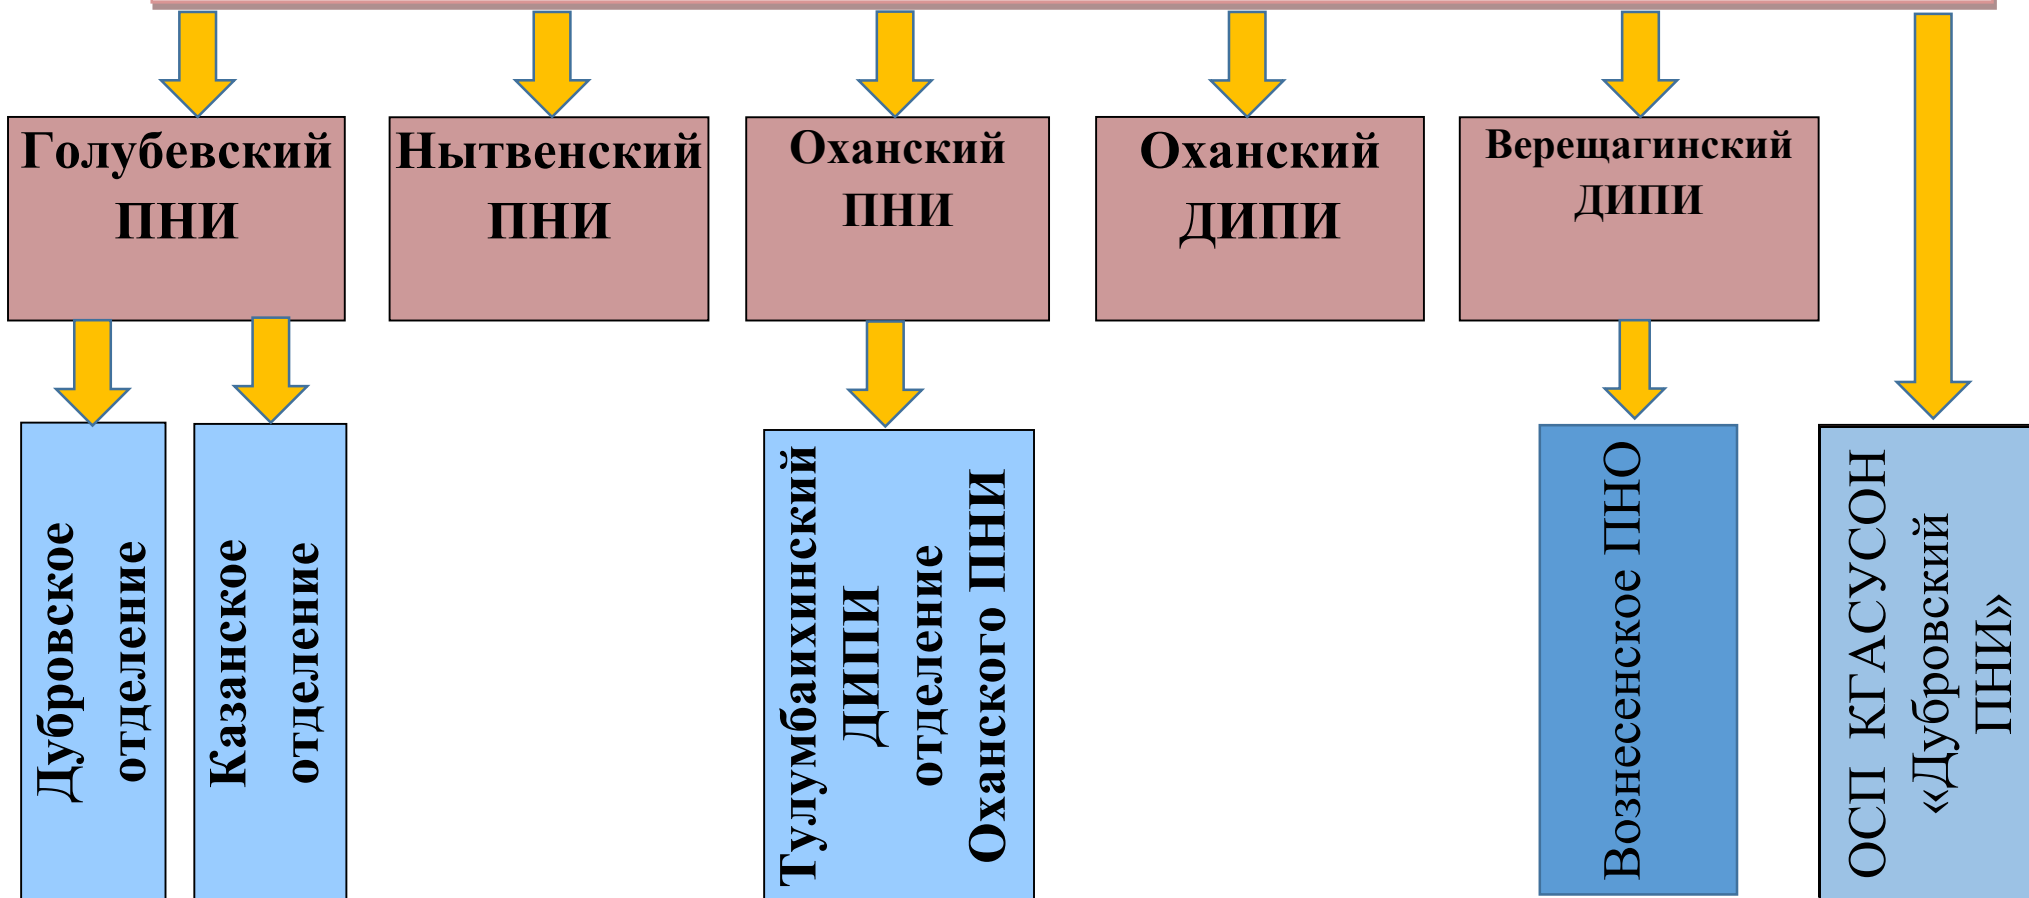 Голубевский
ПНИ
Нытвенский
ПНИ
Оханский
ПНИ
Оханский
ДИПИ
Верещагинский
ДИПИ
Дубровское
отделение
Казанское
отделение
Тулумбаихинский
ДИПИ
отделение
Оханского ПНИ
Вознесенское ПНО
ОСП КГАСУСОН
«Дубровский
ПНИ»